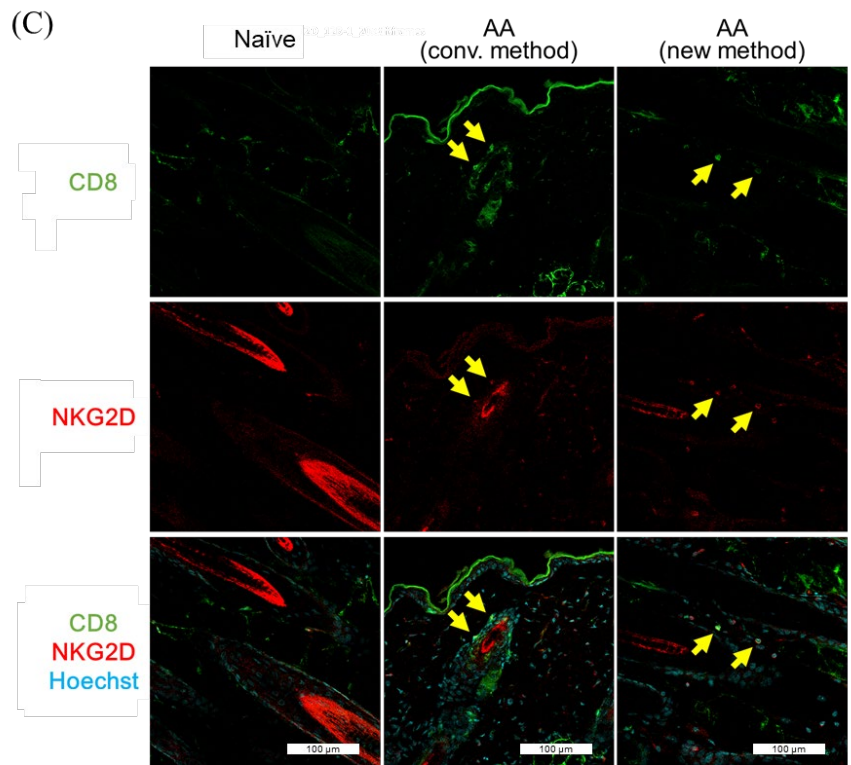 (C)
Naïve
AA
(conv. method)
AA
(new method)
CD8
NKG2D
CD8
NKG2D
Hoechst
100 µm
100 µm
100 µm